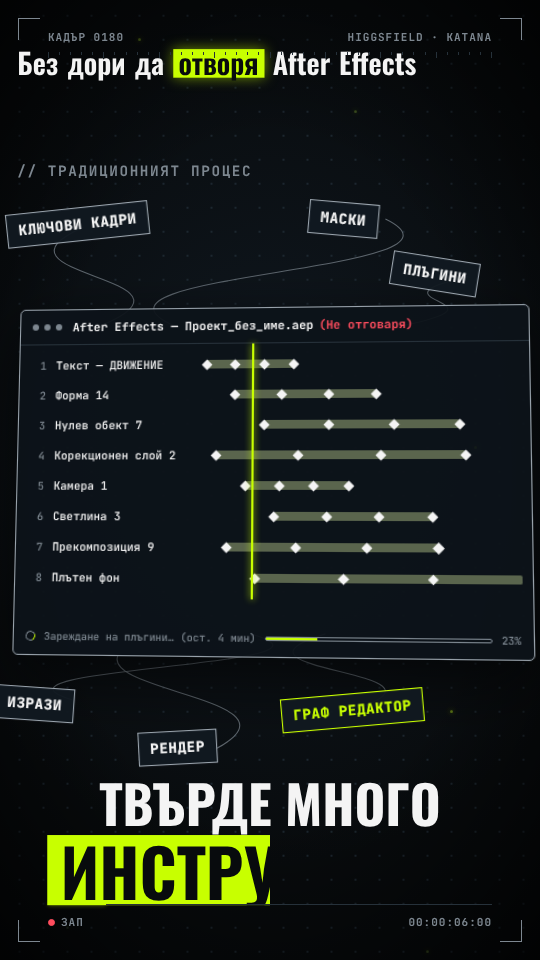 КАДЪР 0180
HIGGSFIELD · KATANA
Без дори да отворя After Effects
// ТРАДИЦИОННИЯТ ПРОЦЕС
КЛЮЧОВИ КАДРИ
МАСКИ
ПЛЪГИНИ
After Effects — Проект_без_име.aep (Не отговаря)
1 Текст — ДВИЖЕНИЕ
2 Форма 14
3 Нулев обект 7
4 Корекционен слой 2
5 Камера 1
6 Светлина 3
7 Прекомпозиция 9
8 Плътен фон
Зареждане на плъгини… (ост. 4 мин) 23%
ИЗРАЗИ
ГРАФ РЕДАКТОР
РЕНДЕР
ТВЪРДЕ МНОГО
ИНСТРУ
ЗАП
00:00:06:00